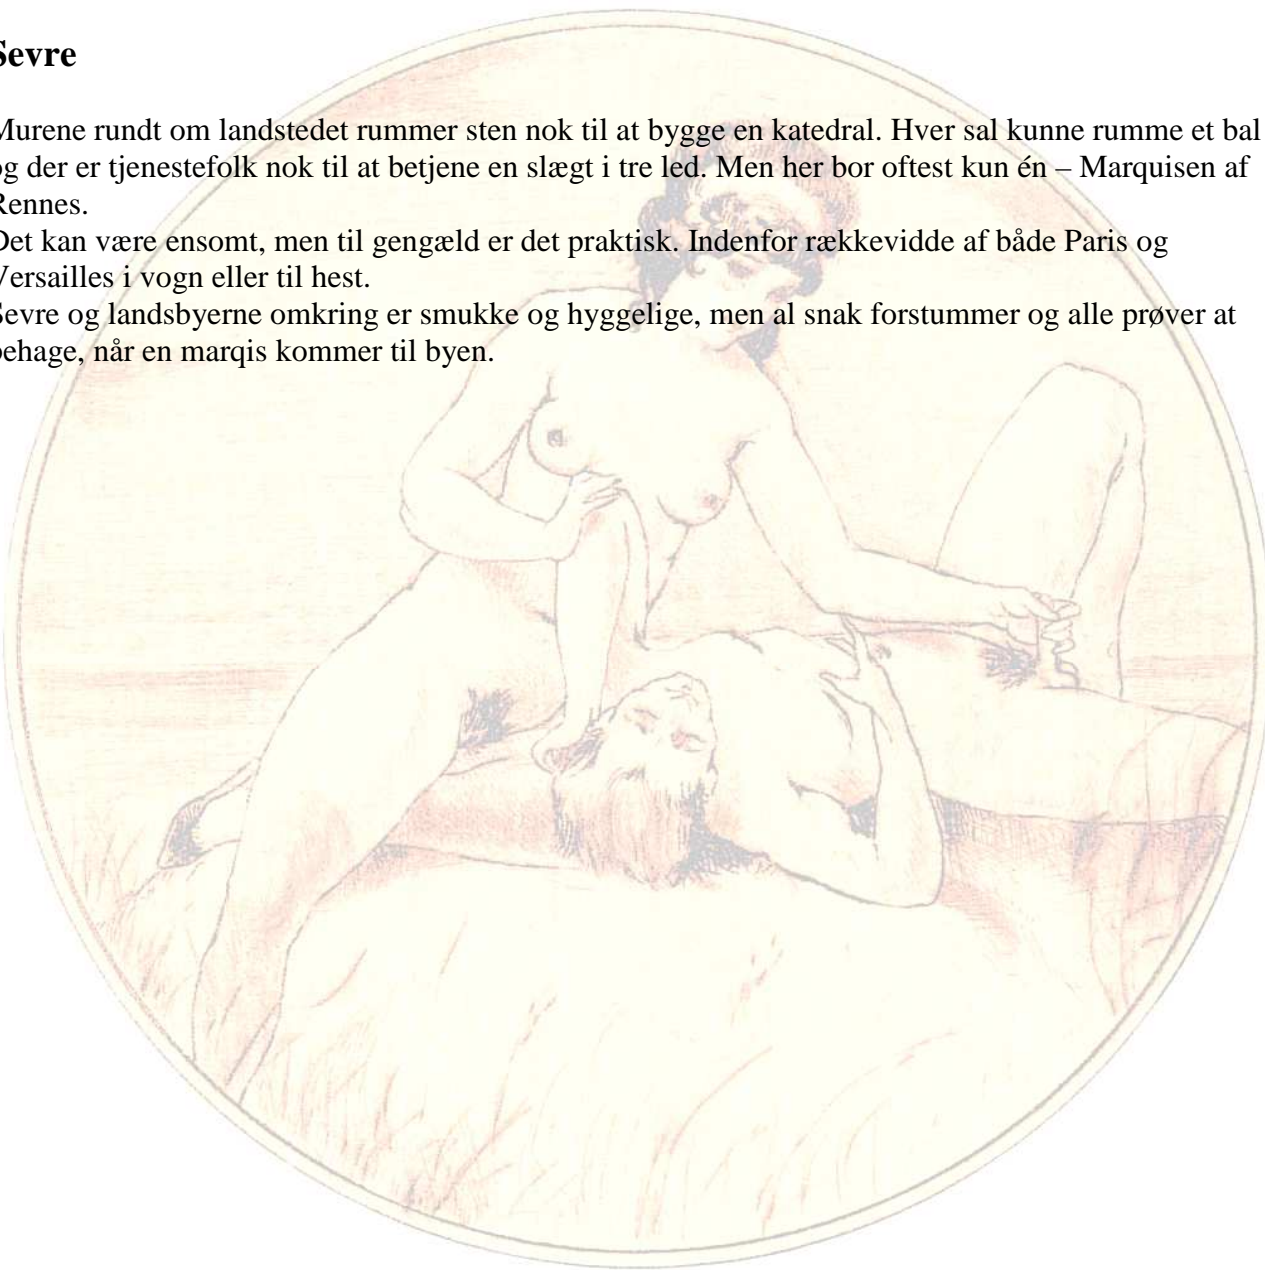 Sevre
Murene rundt om landstedet rummer sten nok til at bygge en katedral. Hver sal kunne rumme et bal
og der er tjenestefolk nok til at betjene en slægt i tre led. Men her bor oftest kun én – Marquisen af
Rennes.
Det kan være ensomt, men til gengæld er det praktisk. Indenfor rækkevidde af både Paris og
Versailles i vogn eller til hest.
Sevre og landsbyerne omkring er smukke og hyggelige, men al snak forstummer og alle prøver at
behage, når en marqis kommer til byen.